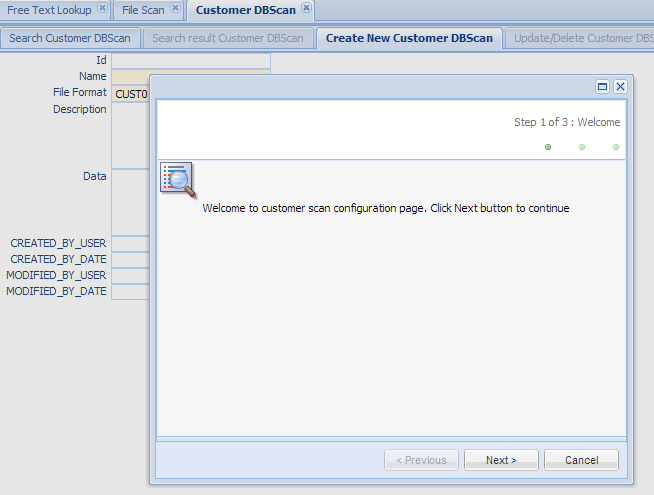 Free Text Lookup File Scan Customer DBScan
Search Customer DBScan Search result Customer DBScan Create New Customer DBScan Update/Delete Customer DBS
Id
Name
File Format CUST0
Description
Data
CREATED_BY_USER
CREATED_BY_DATE
MODIFIED_BY_USER
MODIFIED_BY_DATE
Step 1 of 3 : Welcome
Welcome to customer scan configuration page. Click Next button to continue
< Previous Next > Cancel